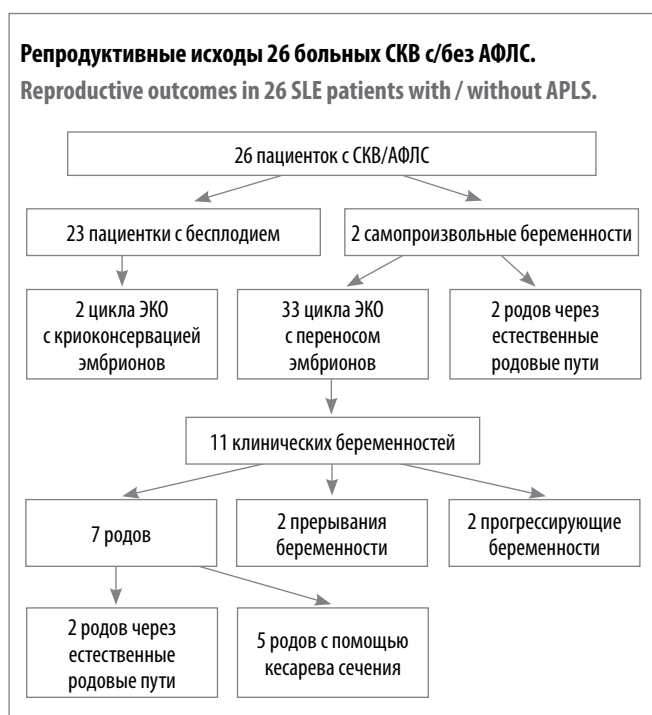 Репродуктивные исходы 26 больных СКВ с/без АФЛС.
Reproductive outcomes in 26 SLE patients with / without APLS.
26 пациенток с СКВ/АФЛС
23 пациентки с бесплодием
2 самопроизвольные беременности
2 цикла ЭКО
с криоконсервацией
эмбрионов
33 цикла ЭКО
с переносом
эмбрионов
2 родов через
естественные
родовые пути
11 клинических беременностей
7 родов
2 прерывания
беременности
2 прогрессирующие
беременности
2 родов через
естественные
родовые пути
5 родов с помощью
кесарева сечения